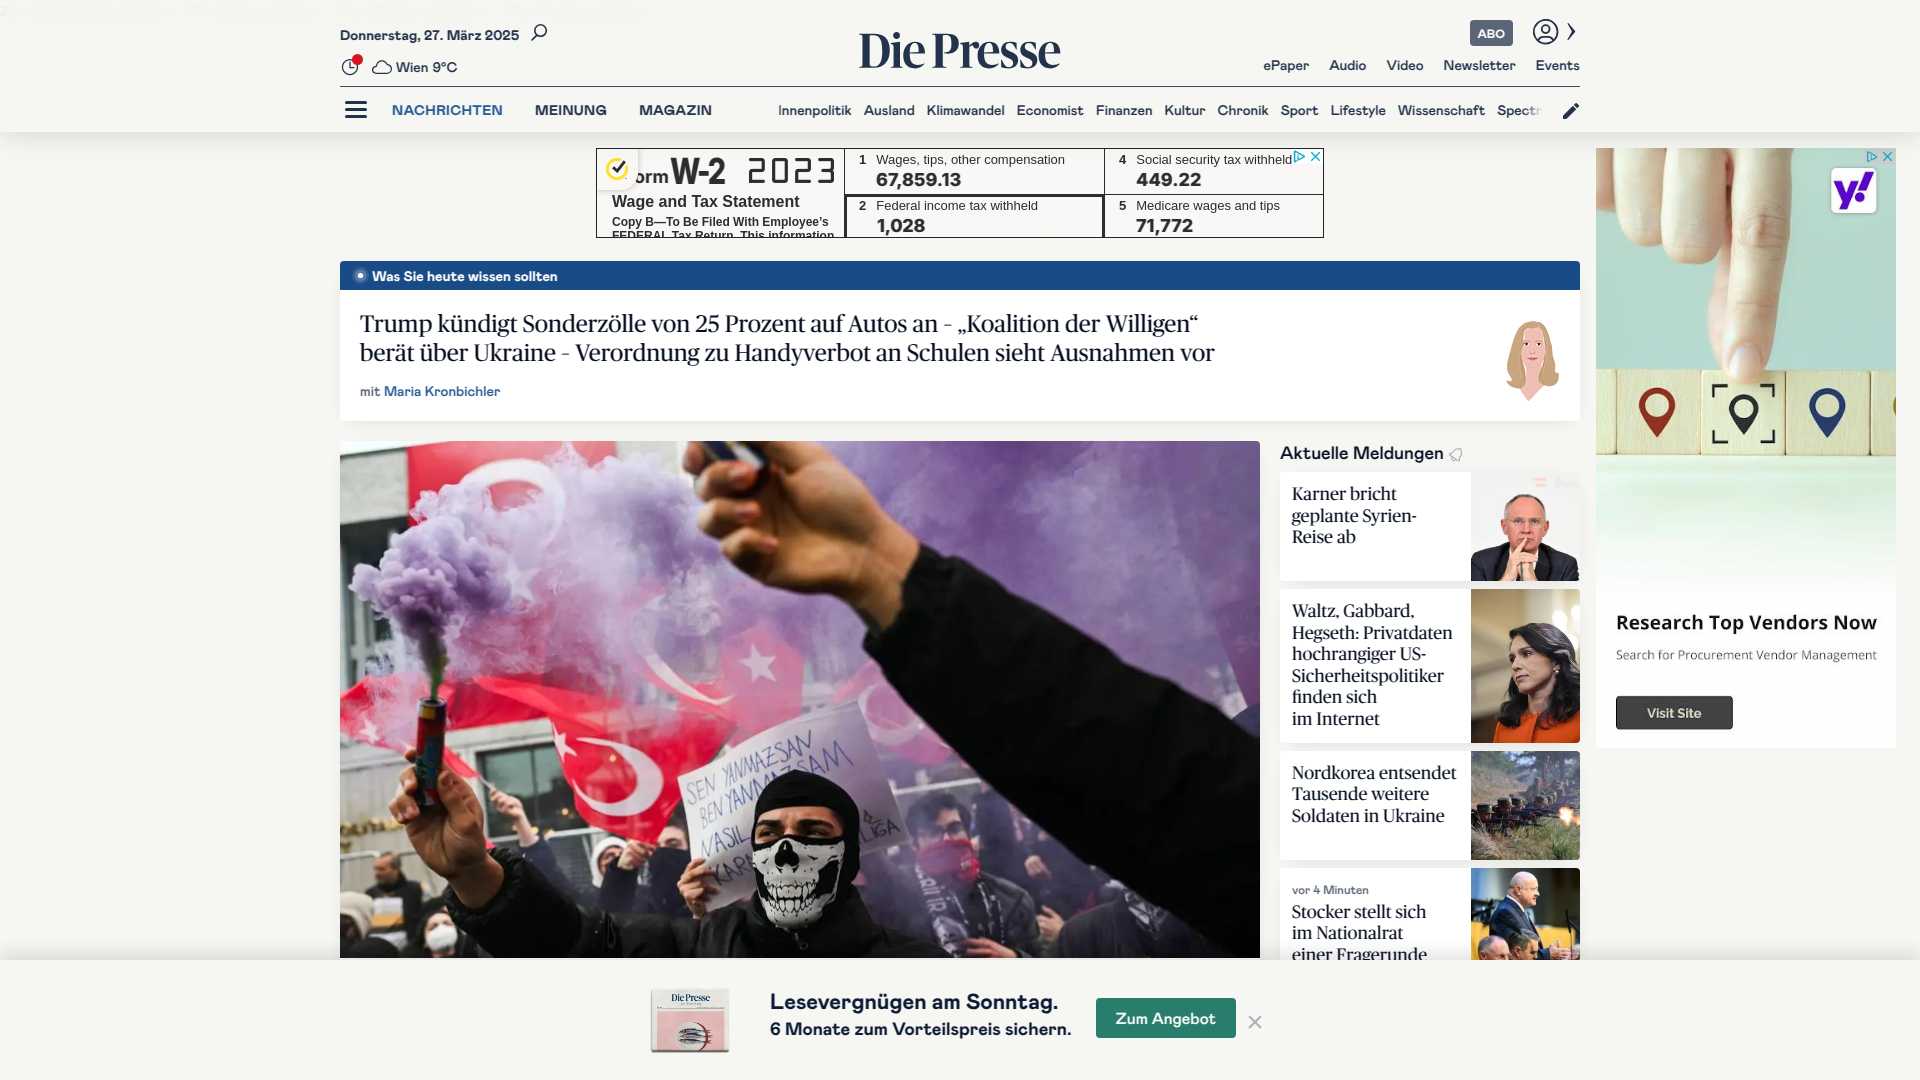 Donnerstag, 27. März 2025
Wien 9°C
Die Presse
ABO
ePaper Audio Video Newsletter Events
NACHRICHTEN MEINUNG MAGAZIN
Innenpolitik Ausland Klimawandel Economist Finanzen Kultur Chronik Sport Lifestyle Wissenschaft
orm W-2 2023
Wage and Tax Statement
Copy B—To Be Filed With Employee's
FEDERAL Tax Return. This information
1 Wages, tips, other compensation
67,859.13
4 Social security tax withheld
449.22
2 Federal income tax withheld
1,028
5 Medicare wages and tips
71,772
Was Sie heute wissen sollten
Trump kündigt Sonderzölle von 25 Prozent auf Autos an – „Koalition der Willigen“
berät über Ukraine – Verordnung zu Handyverbot an Schulen sieht Ausnahmen vor
mit Maria Kronbichler
SEN YANMAZSAN
BEN YANMAZSAM
NASIL
Aktuelle Meldungen
Karner bricht
geplante Syrien-
Reise ab
Waltz, Gabbard,
Hegseth: Privatdaten
hochrangiger US-
Sicherheitspolitiker
finden sich
im Internet
Nordkorea entsendet
Tausende weitere
Soldaten in Ukraine
vor 4 Minuten
Stocker stellt sich
im Nationalrat
einer Fragerunde
y!
Research Top Vendors Now
Search for Procurement Vendor Management
Visit Site
Die Presse
Lesevergnügen am Sonntag.
6 Monate zum Vorteilspreis sichern.
Zum Angebot